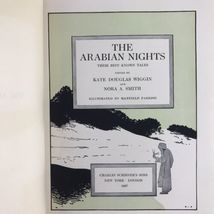 THE
ARABIAN NIGHTS
THEIR BEST-KNOWN TALES
EDITED BY
KATE DOUGLAS WIGGIN
AND
NORA A. SMITH
ILLUSTRATED BY MAXFIELD PARRISH
CHARLES SCRIBNER'S SONS
NEW YORK · LONDON